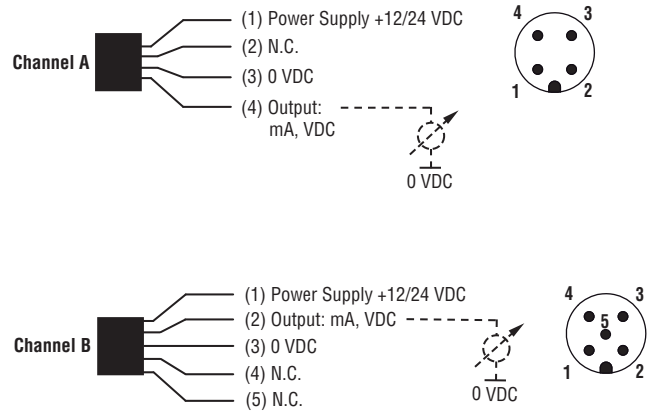 (1) Power Supply +12/24 VDC
(2) N.C.
Channel A
(3) 0 VDC
(4) Output:
mA, VDC
0 VDC
4 3
1 2
(1) Power Supply +12/24 VDC
(2) Output: mA, VDC
Channel B
(3) 0 VDC
(4) N.C.
(5) N.C.
0 VDC
4 3
5
1 2